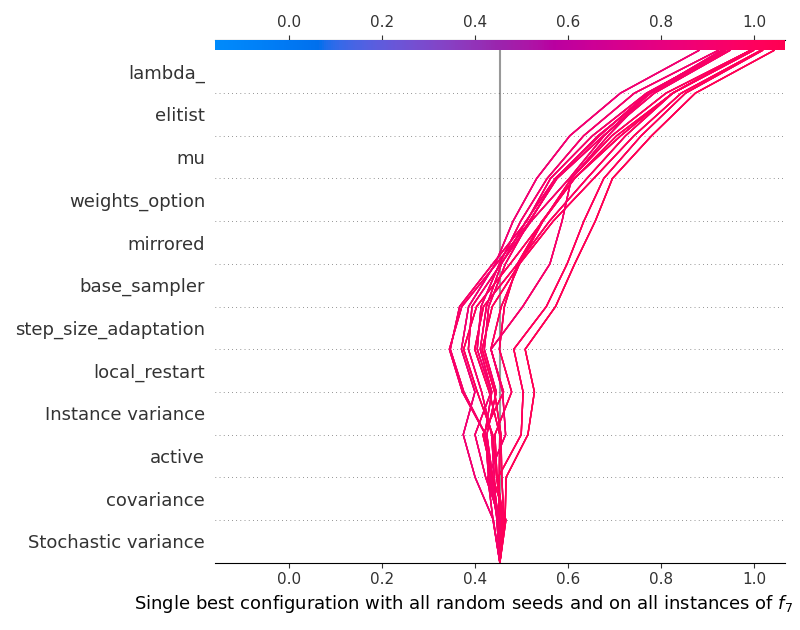 0.0 0.2 0.4 0.6 0.8 1.0
lambda_
elitist
mu
weights_option
mirrored
base_sampler
step_size_adaptation
local_restart
Instance variance
active
covariance
Stochastic variance
0.0 0.2 0.4 0.6 0.8 1.0
Single best configuration with all random seeds and on all instances of f₇